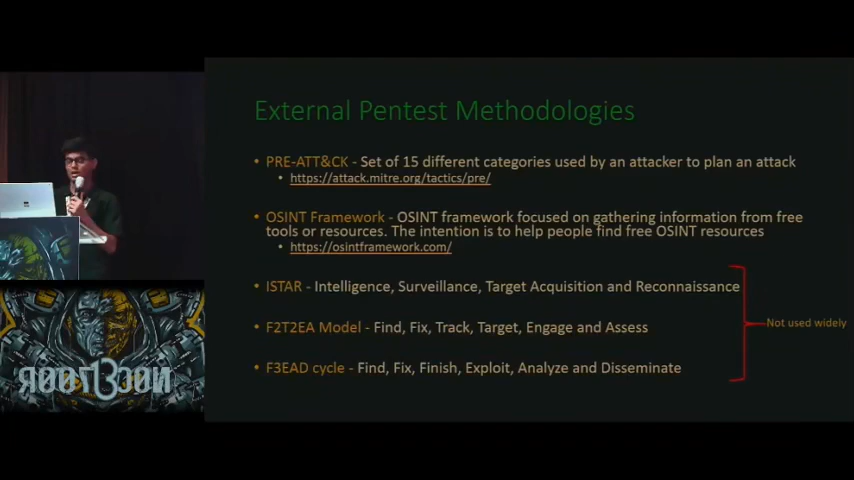 External Pentest Methodologies
• PRE-ATT&CK - Set of 15 different categories used by an attacker to plan an attack
• https://attack.mitre.org/tactics/pre/
• OSINT Framework - OSINT framework focused on gathering information from free
tools or resources. The intention is to help people find free OSINT resources
• https://osintframework.com/
• ISTAR - Intelligence, Surveillance, Target Acquisition and Reconnaissance
• F2T2EA Model - Find, Fix, Track, Target, Engage and Assess
Not used widely
• F3EAD cycle - Find, Fix, Finish, Exploit, Analyze and Disseminate
ЯOOT13CON